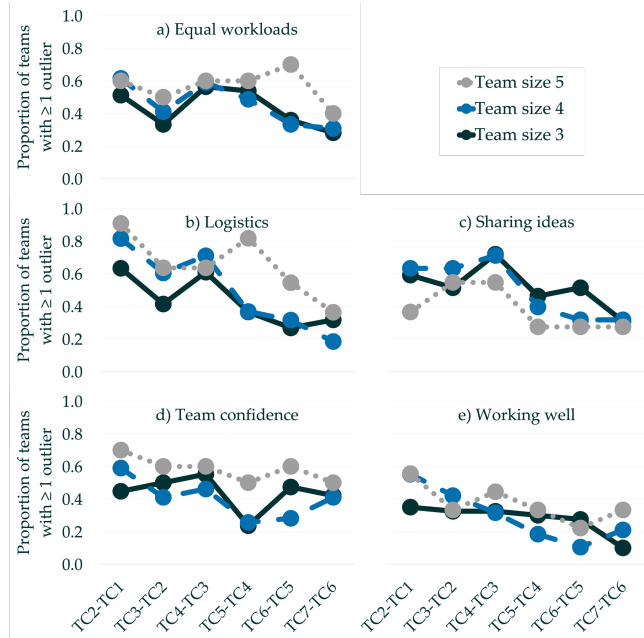 a) Equal workloads
Proportion of teams
with ≥ 1 outlier
1.0
0.8
0.6
0.4
0.2
0.0
Team size 5
Team size 4
Team size 3
b) Logistics
Proportion of teams
with ≥ 1 outlier
1.0
0.8
0.6
0.4
0.2
0.0
c) Sharing ideas
d) Team confidence
Proportion of teams
with ≥ 1 outlier
1.0
0.8
0.6
0.4
0.2
0.0
TC2-TC1
TC3-TC2
TC4-TC3
TC5-TC4
TC6-TC5
TC7-TC6
e) Working well
TC2-TC1
TC3-TC2
TC4-TC3
TC5-TC4
TC6-TC5
TC7-TC6